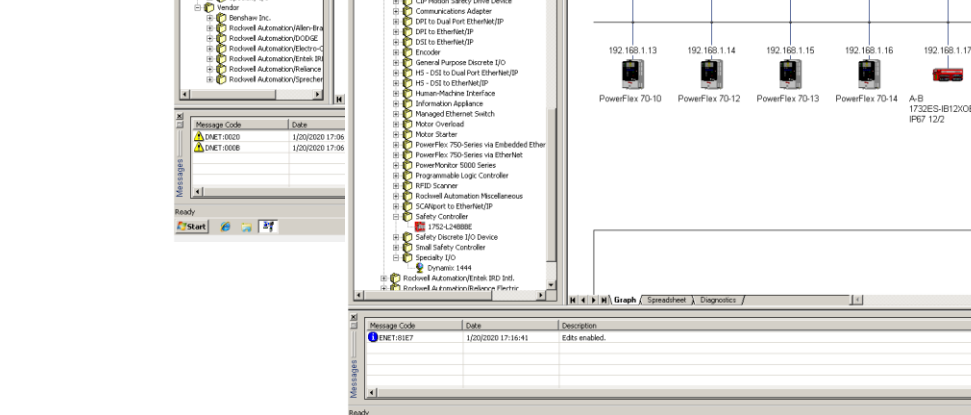 Vendor
Benshaw Inc.
Rockwell Automation/Allen-Bra
Rockwell Automation/DODGE
Rockwell Automation/Electro-C
Rockwell Automation/Entek IRI
Rockwell Automation/Reliance
Rockwell Automation/Sprecher
Message Code
Date
DNET:0020
1/20/2020 17:06
DNET:000B
1/20/2020 17:06
Messages
Ready
Start
CIP Motion Safety Drive Device
Communications Adapter
DPI to Dual Port EtherNet/IP
DPI to EtherNet/IP
DSI to EtherNet/IP
Encoder
General Purpose Discrete I/O
HS - DSI to Dual Port EtherNet/IP
HS - DSI to EtherNet/IP
Human-Machine Interface
Information Appliance
Managed Ethernet Switch
Motor Overload
Motor Starter
PowerFlex 750-Series via Embedded Ether
PowerFlex 750-Series via EtherNet
PowerMonitor 5000 Series
Programmable Logic Controller
RFID Scanner
Rockwell Automation Miscellaneous
SCANport to EtherNet/IP
Safety Controller
1752-L24BBBE
Safety Discrete I/O Device
Small Safety Controller
Specialty I/O
Dynamix 1444
Rockwell Automation/Entek IRD Intl.
Rockwell Automation/Reliance Electric
192.168.1.13
192.168.1.14
192.168.1.15
192.168.1.16
192.168.1.17
PowerFlex 70-10
PowerFlex 70-12
PowerFlex 70-13
PowerFlex 70-14
A-B
1732ES-IB12XOB
IP67 12/2
Graph
Spreadsheet
Diagnostics
Message Code
Date
Description
ENET:81E7
1/20/2020 17:16:41
Edits enabled.
Messages
Ready